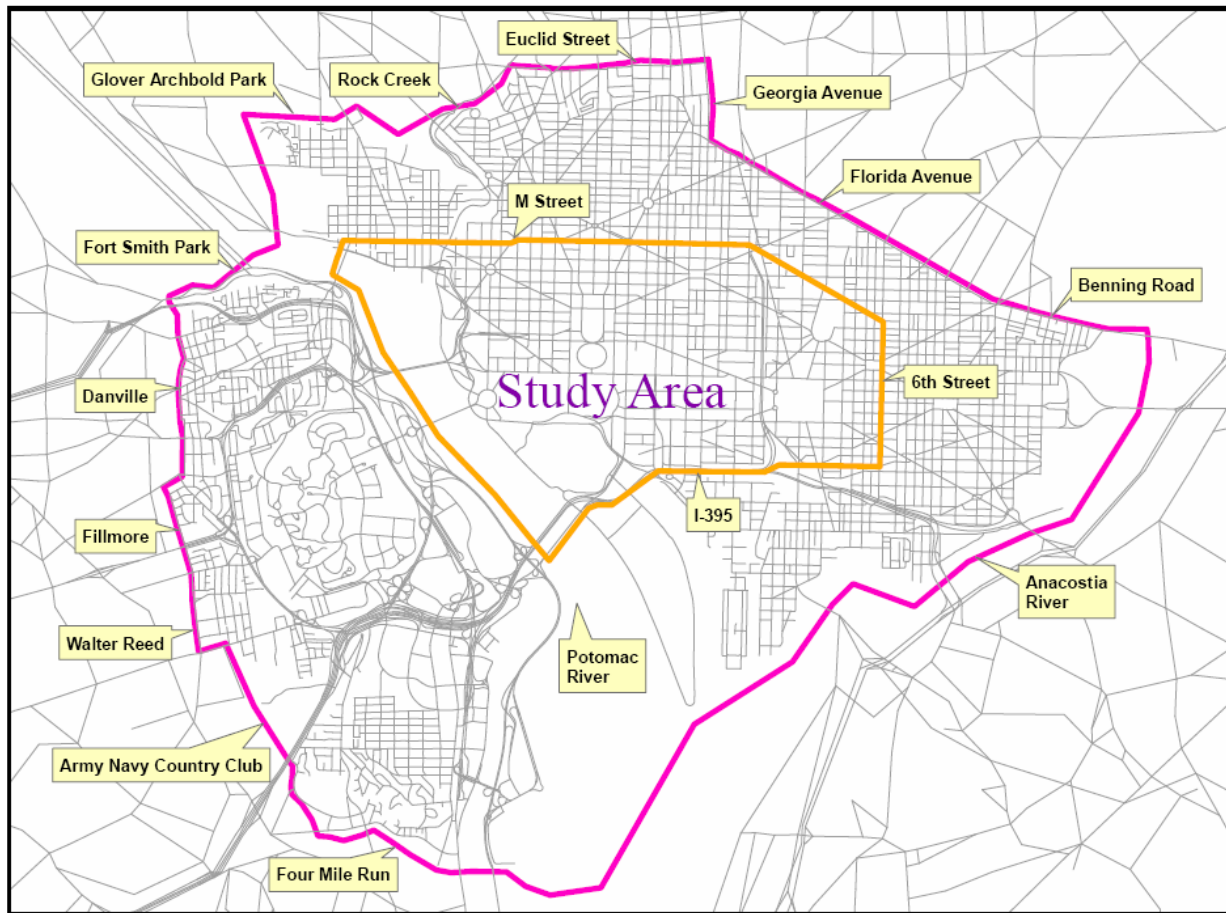 Euclid Street
Glover Archbold Park
Rock Creek
Georgia Avenue
Florida Avenue
M Street
Fort Smith Park
Benning Road
Study Area
Danville
6th Street
I-395
Fillmore
Anacostia
River
Walter Reed
Potomac
River
Army Navy Country Club
Four Mile Run